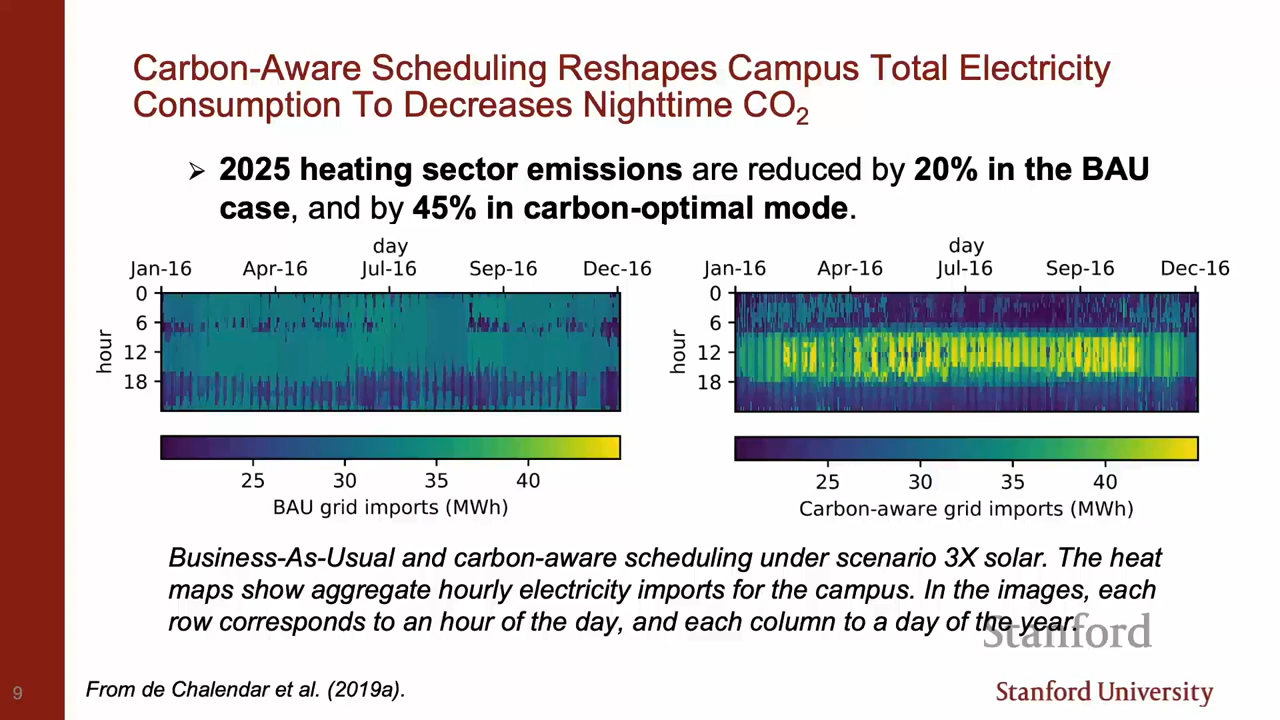 Carbon-Aware Scheduling Reshapes Campus Total Electricity
Consumption To Decreases Nighttime CO₂
➢ 2025 heating sector emissions are reduced by 20% in the BAU
case, and by 45% in carbon-optimal mode.
day
Jan-16 Apr-16 Jul-16 Sep-16 Dec-16
hour
0
6
12
18
25 30 35 40
BAU grid imports (MWh)
day
Jan-16 Apr-16 Jul-16 Sep-16 Dec-16
hour
0
6
12
18
25 30 35 40
Carbon-aware grid imports (MWh)
Business-As-Usual and carbon-aware scheduling under scenario 3X solar. The heat
maps show aggregate hourly electricity imports for the campus. In the images, each
row corresponds to an hour of the day, and each column to a day of the year.
Stanford
9
From de Chalendar et al. (2019a).
Stanford University